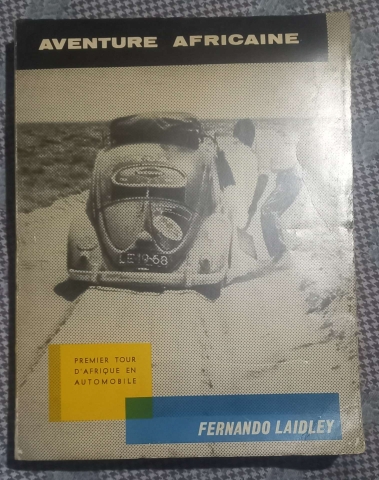 AVENTURE AFRICAINE
LE-19-68
PREMIER TOUR
D'AFRIQUE EN
AUTOMOBILE
FERNANDO LAIDLEY